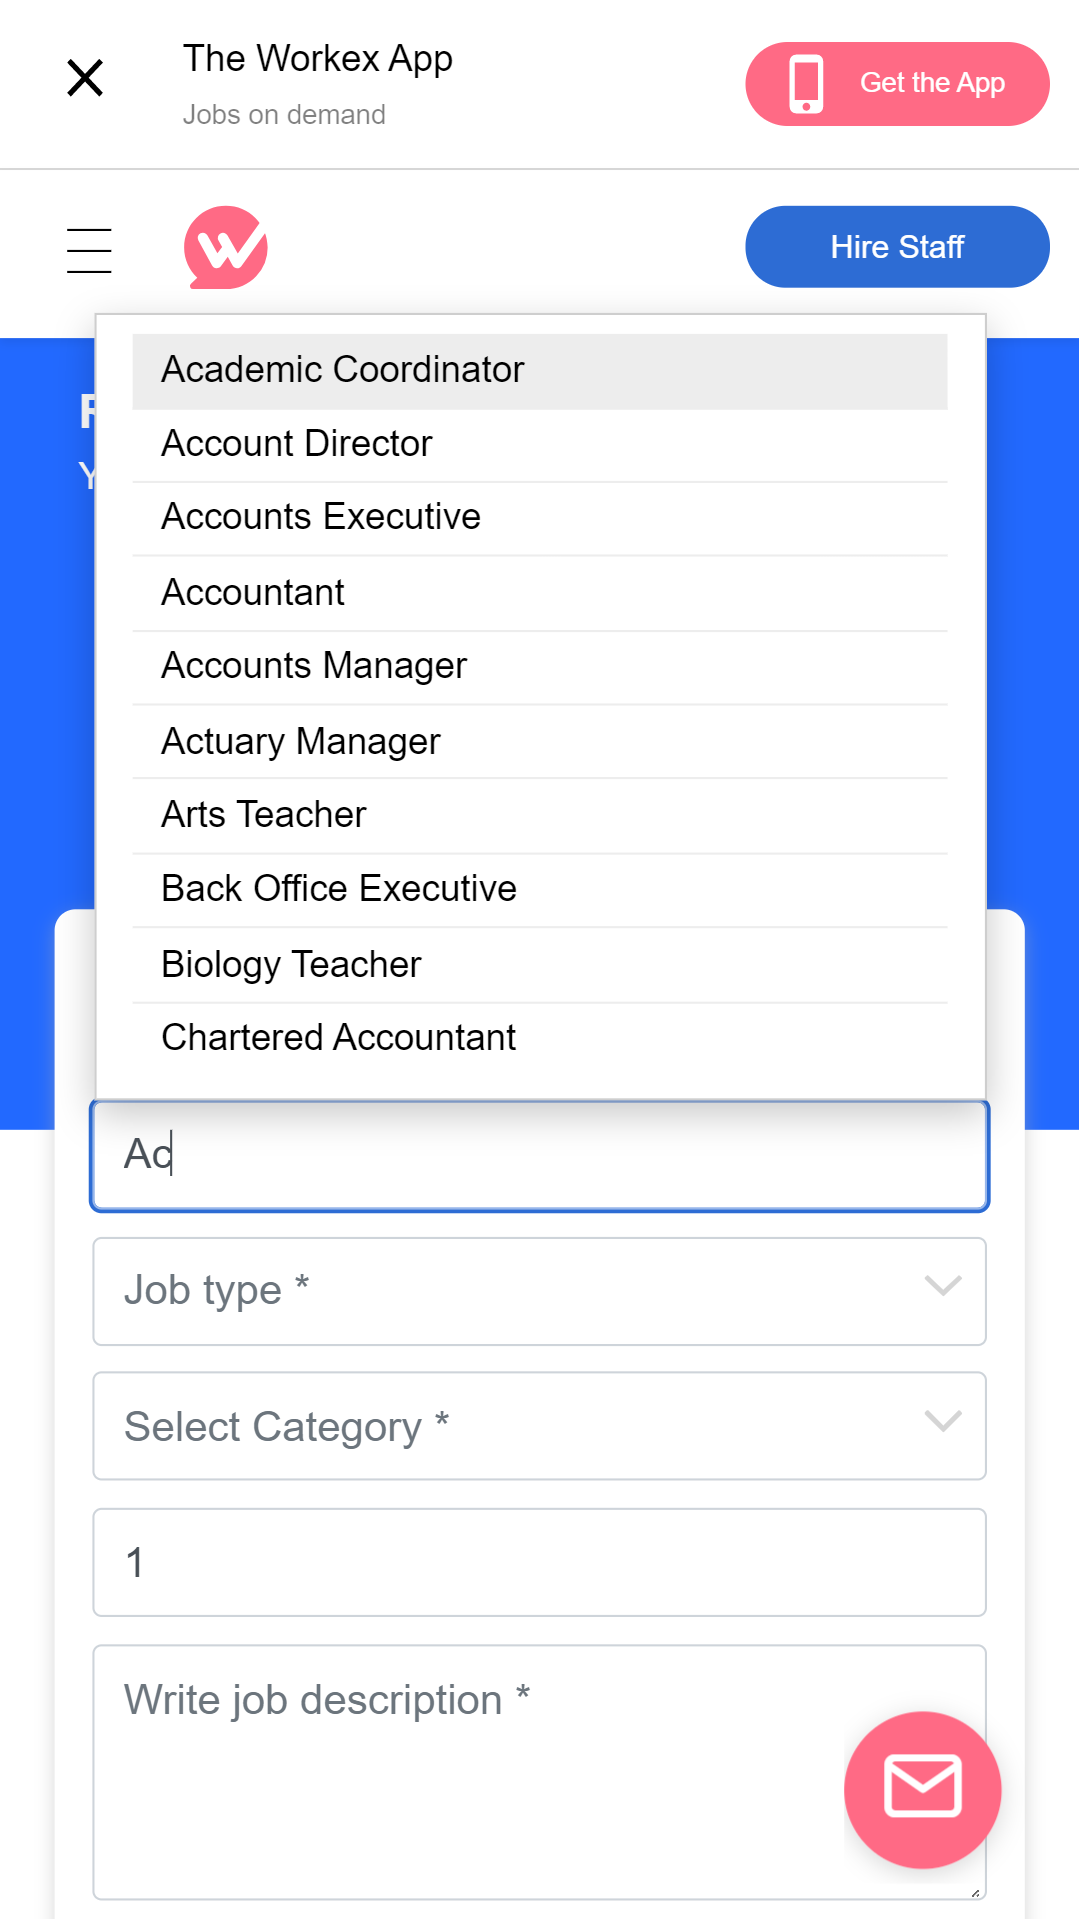 The Workex App
Jobs on demand
Get the App
Hire Staff
Academic Coordinator
Account Director
Accounts Executive
Accountant
Accounts Manager
Actuary Manager
Arts Teacher
Back Office Executive
Biology Teacher
Chartered Accountant
Ac
Job type *
Select Category *
1
Write job description *